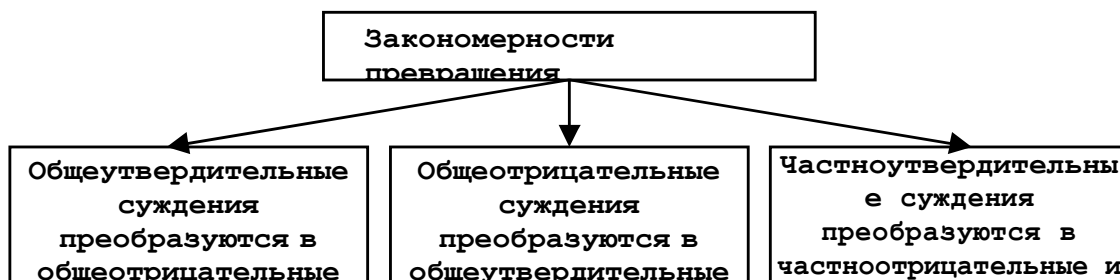 Закономерности
превращения
Общеутвердительные
суждения
преобразуются в
общеотрицательные
Общеотрицательные
суждения
преобразуются в
общеутвердительные
Частноутвердительны
е суждения
преобразуются в
частноотрицательные и